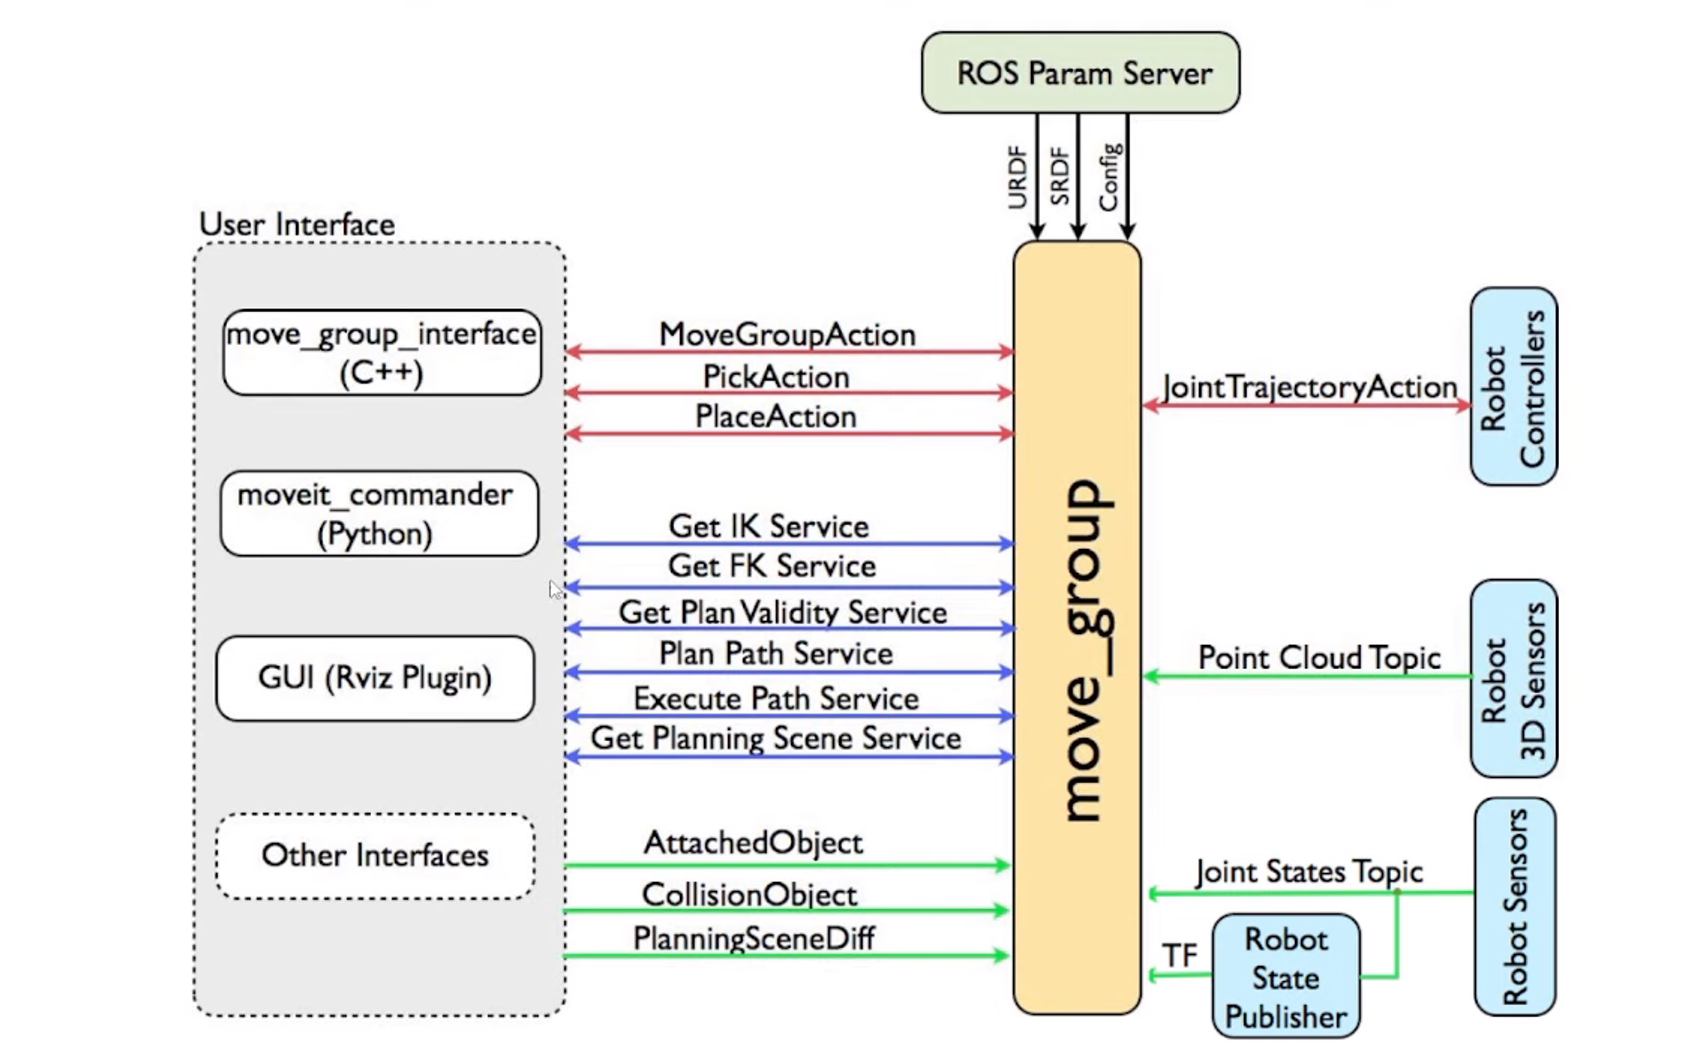 ROS Param Server
URDF
SRDF
Config
User Interface
move_group_interface
(C++)
moveit_commander
(Python)
GUI (Rviz Plugin)
Other Interfaces
MoveGroupAction
PickAction
PlaceAction
Get IK Service
Get FK Service
Get Plan Validity Service
Plan Path Service
Execute Path Service
Get Planning Scene Service
AttachedObject
CollisionObject
PlanningSceneDiff
move_group
JointTrajectoryAction
Robot
Controllers
Point Cloud Topic
Robot
3D Sensors
Joint States Topic
Robot Sensors
TF
Robot
State
Publisher